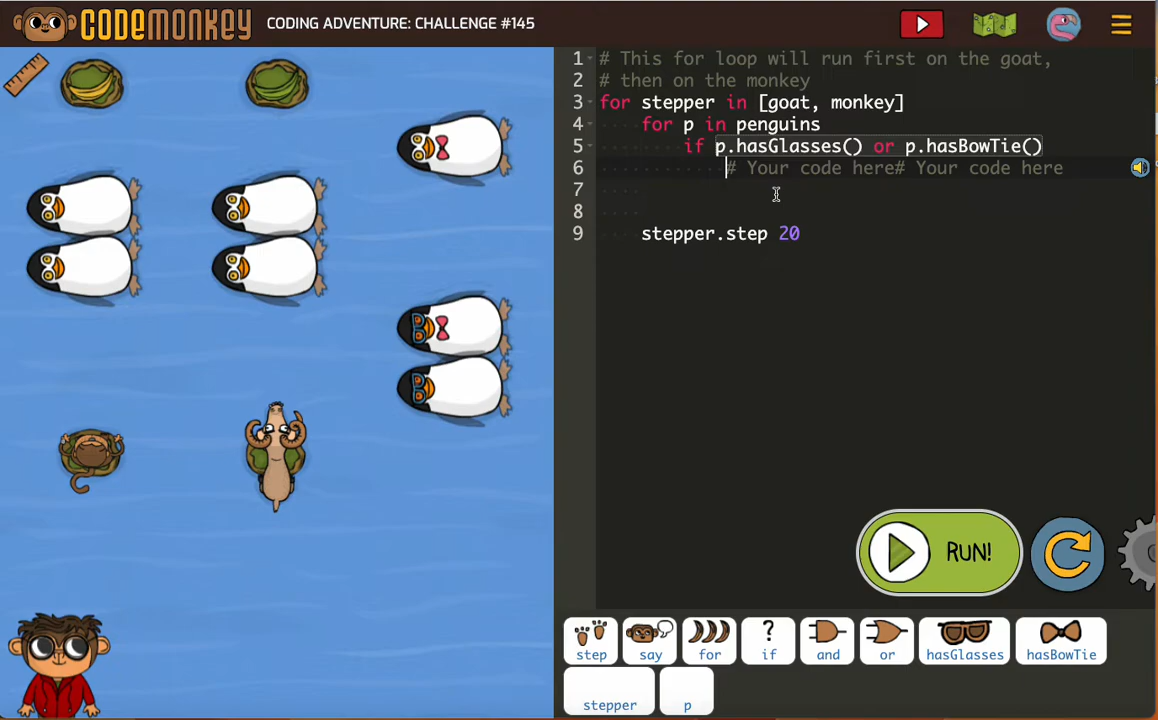 CODEMONKEY CODING ADVENTURE: CHALLENGE #145
1 # This for loop will run first on the goat,
2 # then on the monkey
3 for stepper in [goat, monkey]
4 for p in penguins
5 if p.hasGlasses() or p.hasBowTie()
6 # Your code here# Your code here
7
8
9 stepper.step 20
RUN!
step say for if and or hasGlasses hasBowTie
stepper p